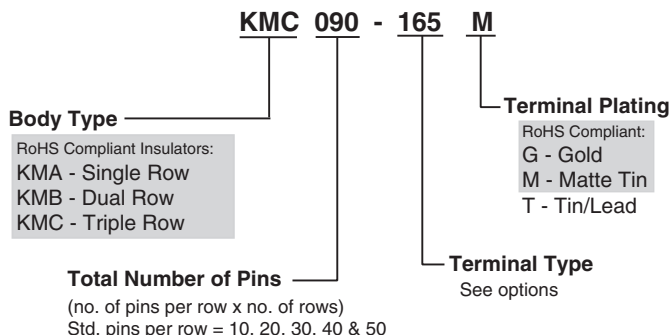 KMC 090 - 165 M
Body Type
RoHS Compliant Insulators:
KMA - Single Row
KMB - Dual Row
KMC - Triple Row
Terminal Plating
RoHS Compliant:
G - Gold
M - Matte Tin
T - Tin/Lead
Total Number of Pins
(no. of pins per row x no. of rows)
Std. pins per row = 10, 20, 30, 40 & 50
Terminal Type
See options